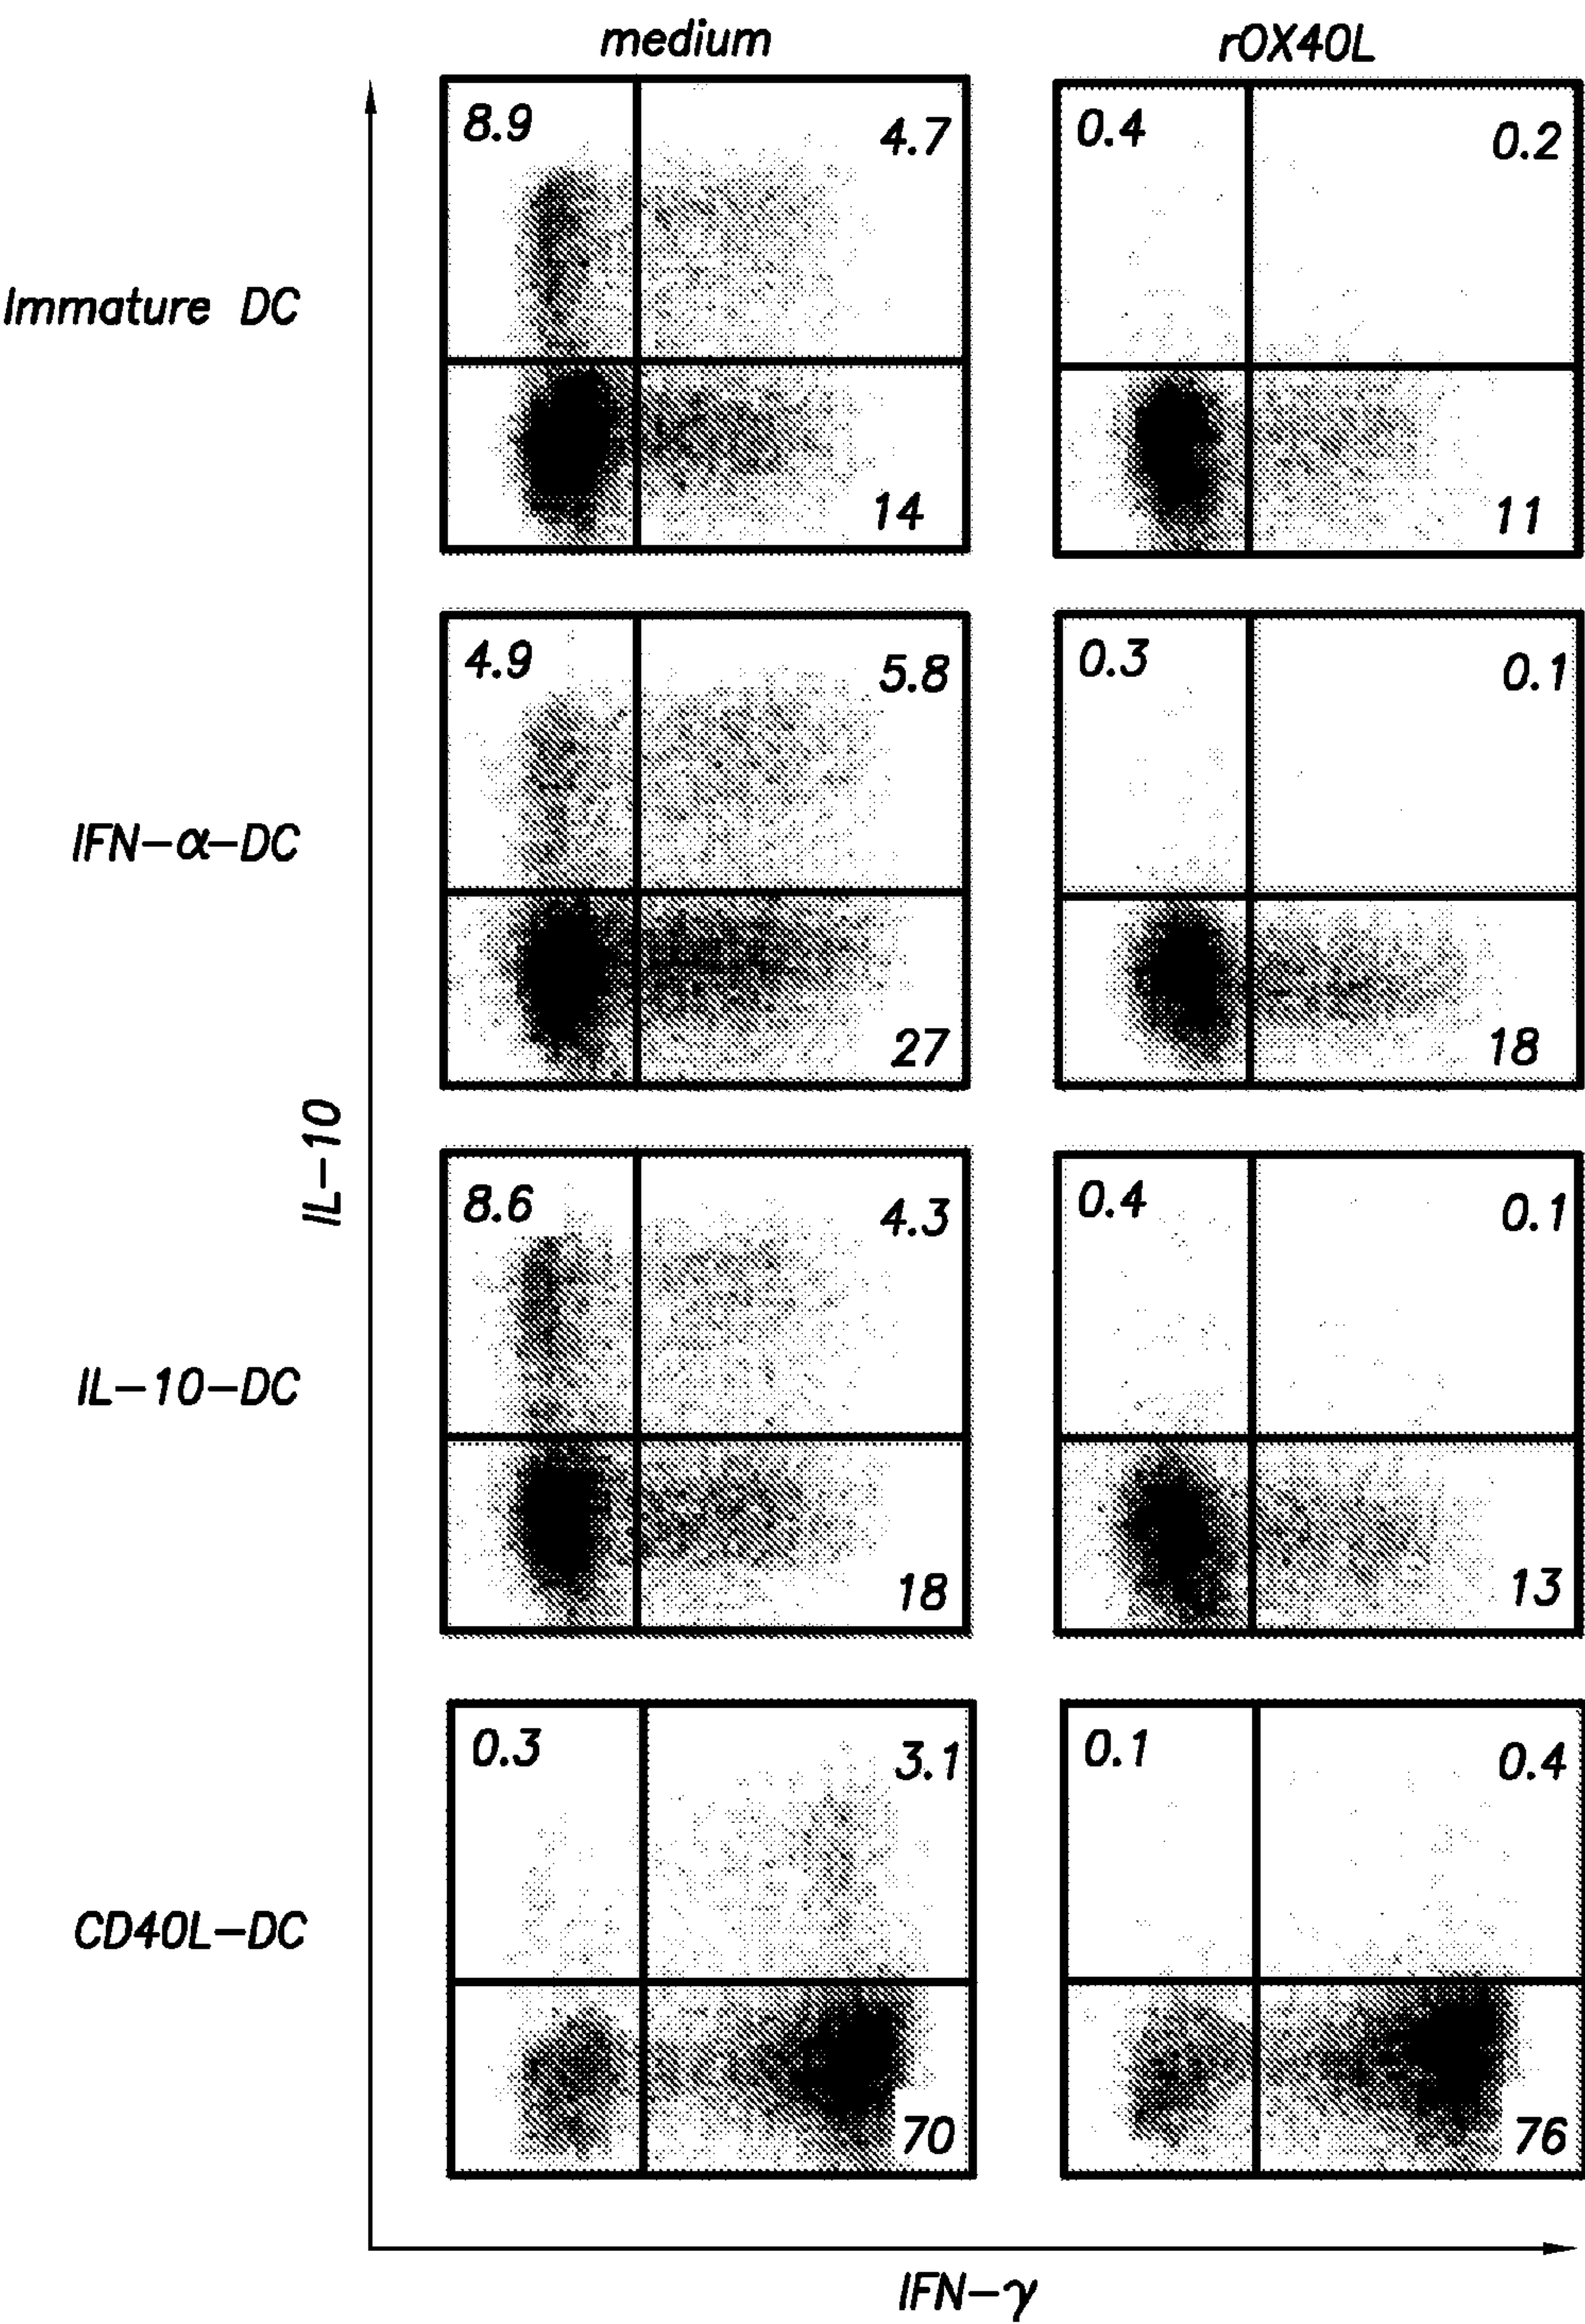 medium rOX40L
Immature DC
8.9 4.7 0.4 0.2
14 11
IFN-α-DC
4.9 5.8 0.3 0.1
27 18
IL-10
IL-10-DC
8.6 4.3 0.4 0.1
18 13
CD40L-DC
0.3 3.1 0.1 0.4
70 76
IFN-γ